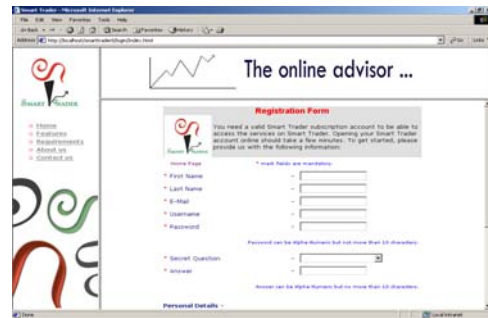 Smart Trader - Microsoft Internet Explorer
File Edit View Favorites Tools Help
Back Search Favorites History
Address http://localhost/smarttrader/login/index.html Go Links
SMART TRADER
The online advisor ...
Home
Features
Requirements
About us
Contact us
Registration Form
SMART TRADER
You need a valid Smart Trader subscription account to be able to
access the services on Smart Trader. Opening your Smart Trader
account online should take a few minutes. To get started, please
provide us with the following information:
Home Page * mark fields are mandatory.
* First Name -
* Last Name -
* E-Mail -
* Username -
* Password -
Password can be Alpha-Numeric but not more than 10 characters.
* Secret Question -
* Answer -
Answer can be Alpha-Numeric but no more than 10 characters.
Personal Details -
Done Local intranet